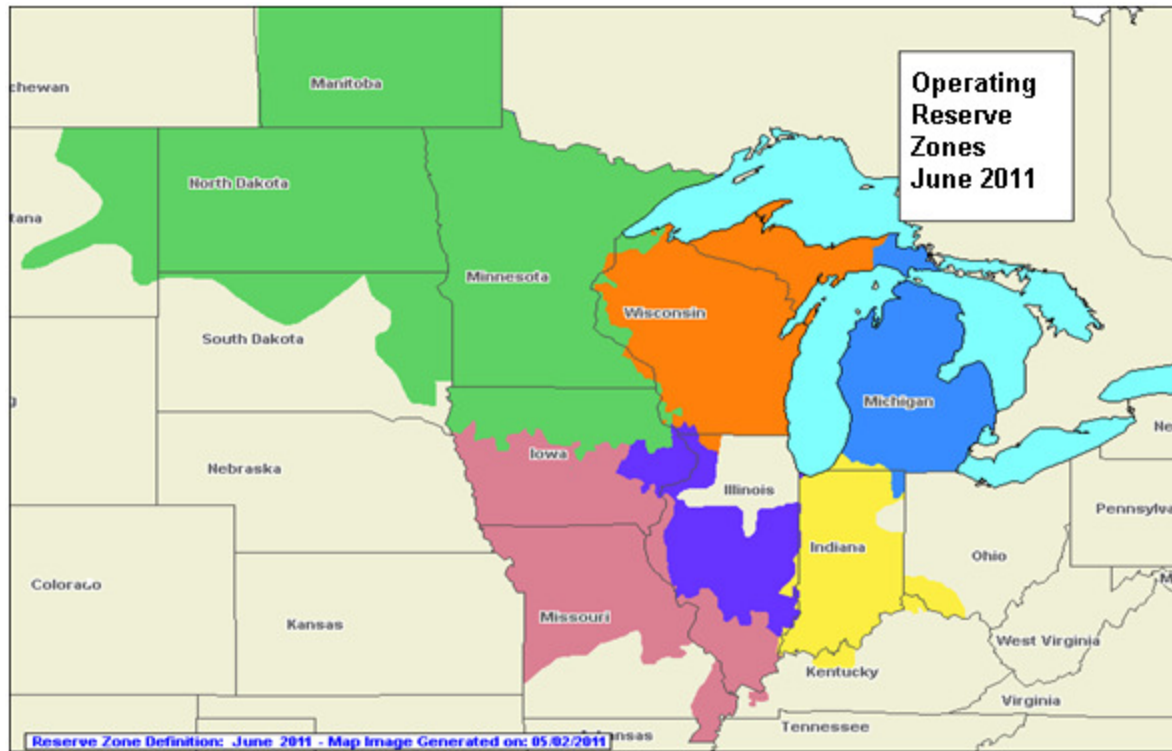 Operating
Reserve
Zones
June 2011
chewan
Manitoba
North Dakota
tana
Minnesota
Wisconsin
South Dakota
Michigan
Ne
Iowa
Nebraska
Illinois
Pennsylva
Indiana
Ohio
Colorado
Missouri
Kansas
West Virginia
Kentucky
Virginia
Tennessee
ansas
Reserve Zone Definition: June 2011 - Map Image Generated on: 05/02/2011